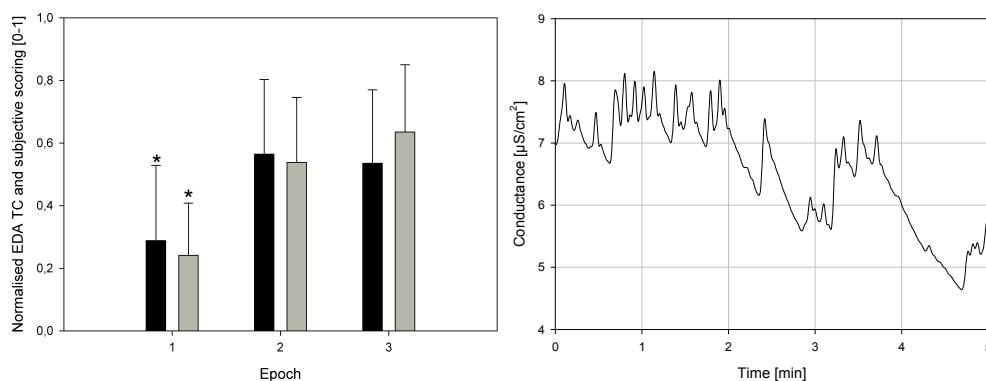 Normalised EDA TC and subjective scoring [0-1]
1,0
0,8
0,6
0,4
0,2
0,0
*
*
1 2 3
Epoch
Conductance [µS/cm²]
9
8
7
6
5
4
0 1 2 3 4
Time [min]